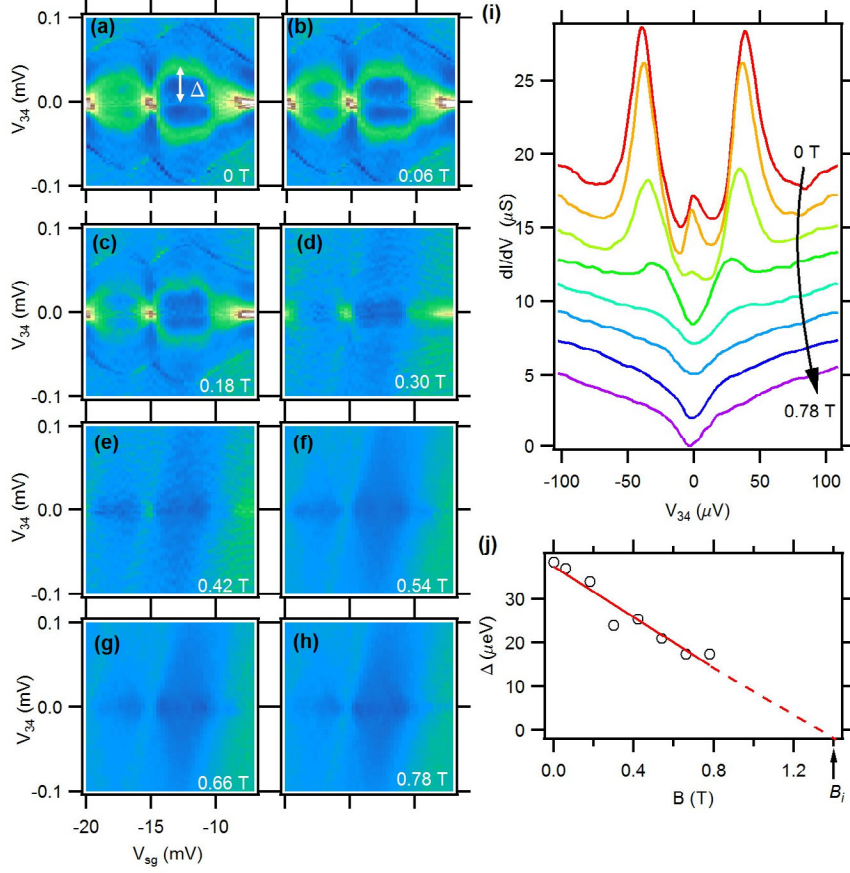 (a)
Δ
0 T
(b)
0.06 T
0.1
0.0
-0.1
V34 (mV)
(c)
0.18 T
(d)
0.30 T
0.1
0.0
-0.1
V34 (mV)
(e)
0.42 T
(f)
0.54 T
0.1
0.0
-0.1
V34 (mV)
(g)
0.66 T
(h)
0.78 T
0.1
0.0
-0.1
V34 (mV)
-20 -15 -10
Vsg (mV)
(i)
25
20
15
10
5
0
dI/dV (μS)
0 T
0.78 T
-100 -50 0 50 100
V34 (μV)
(j)
30
20
10
0
Δ (μeV)
0.0 0.4 0.8 1.2
B (T)
Bi